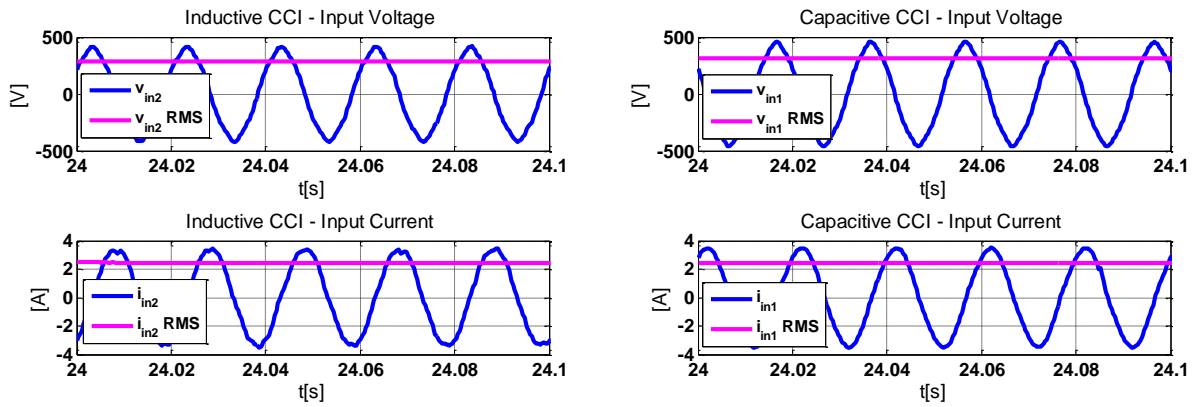 Inductive CCI - Input Voltage
500
0
-500
[V]
v_in2
v_in2 RMS
24 24.02 24.04 24.06 24.08 24.1
t[s]
Capacitive CCI - Input Voltage
500
0
-500
[V]
v_in1
v_in1 RMS
24 24.02 24.04 24.06 24.08 24.1
t[s]
Inductive CCI - Input Current
4
2
0
-2
-4
[A]
i_in2
i_in2 RMS
24 24.02 24.04 24.06 24.08 24.1
t[s]
Capacitive CCI - Input Current
4
2
0
-2
-4
[A]
i_in1
i_in1 RMS
24 24.02 24.04 24.06 24.08 24.1
t[s]